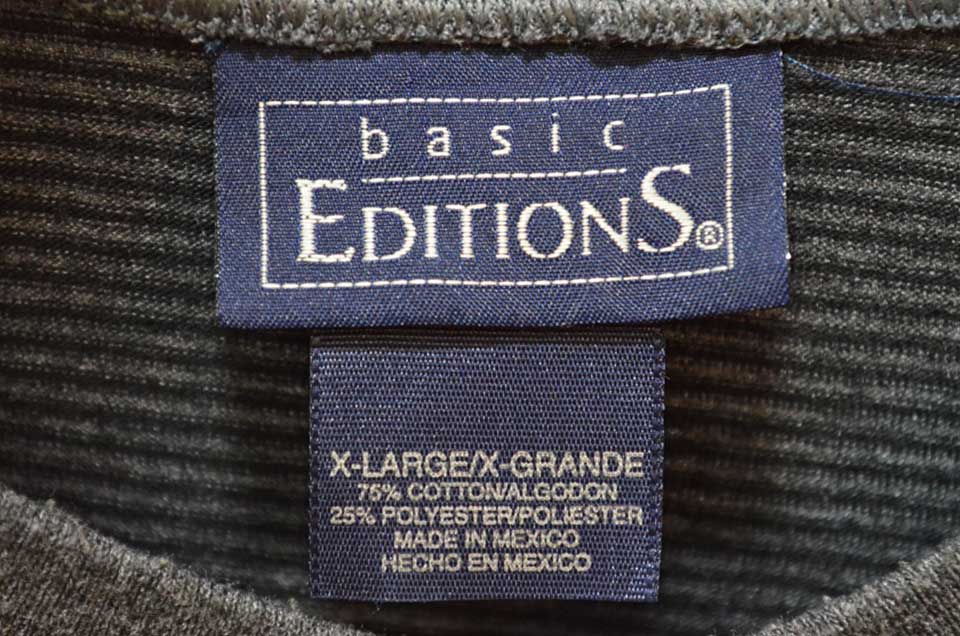 basic
EDITIONS®
X-LARGE/X-GRANDE
75% COTTON/ALGODON
25% POLYESTER/POLIESTER
MADE IN MEXICO
HECHO EN MEXICO